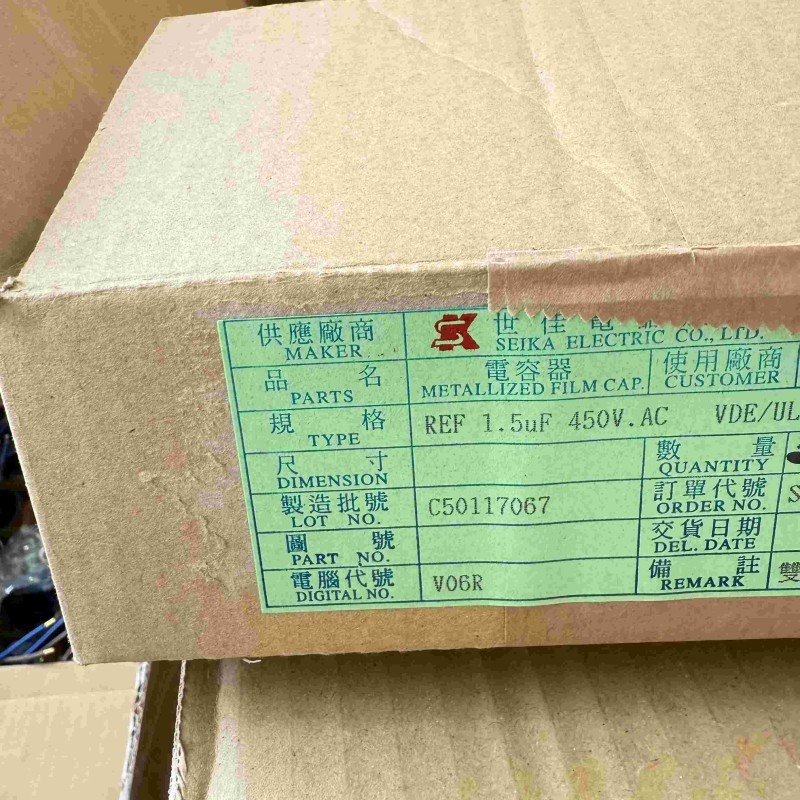 供應廠商
MAKER
SK 世佳電
SEIKA ELECTRIC CO., LTD.
品名
PARTS
電容器
METALLIZED FILM CAP.
使用廠商
CUSTOMER
規格
TYPE
REF 1.5uF 450V.AC VDE/UL
尺寸
DIMENSION
數量
QUANTITY
製造批號
LOT NO.
C50117067
訂單代號
ORDER NO.
S
圖號
PART NO.
交貨日期
DEL. DATE
電腦代號
DIGITAL NO.
V06R
備註
REMARK
雙